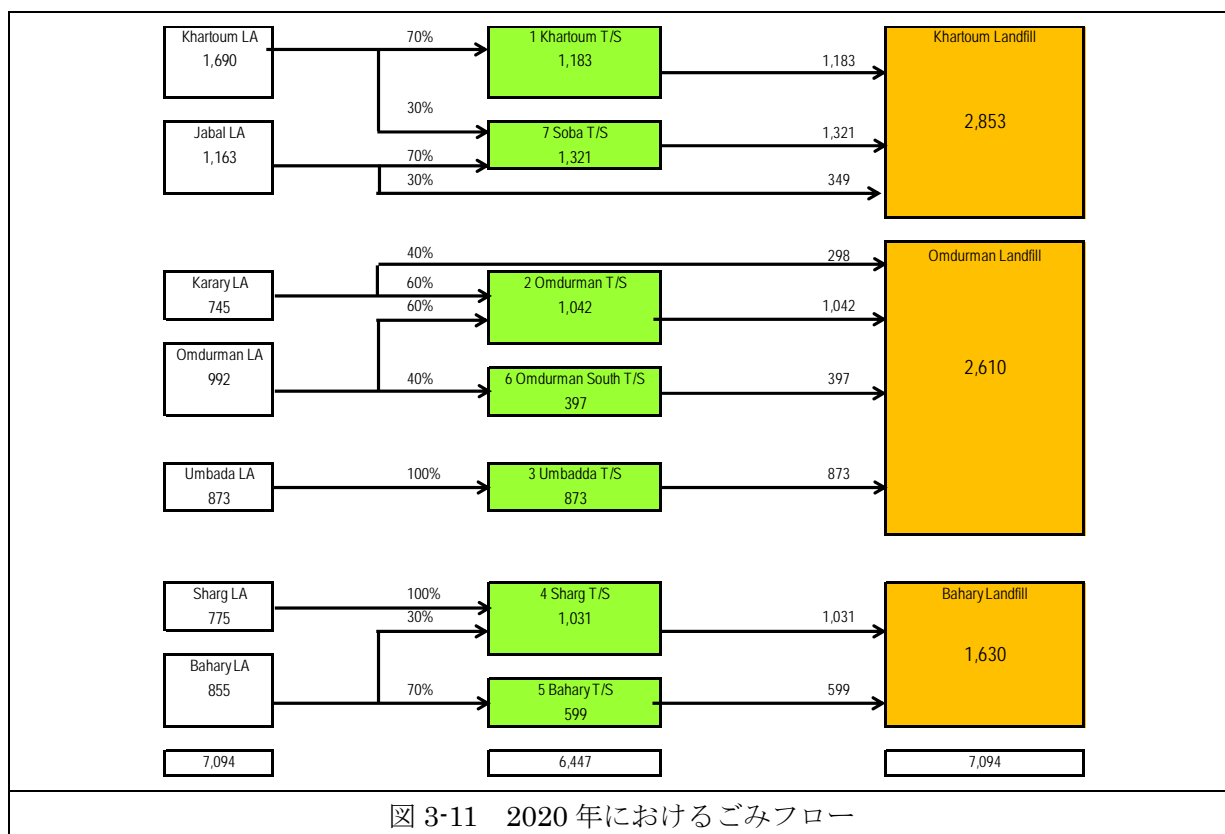 Khartoum LA
1,690
70%
1 Khartoum T/S
1,183
1,183
Khartoum Landfill
2,853
30%
Jabal LA
1,163
7 Soba T/S
1,321
1,321
70%
30%
349
40%
298
Omdurman Landfill
2,610
Karary LA
745
60%
60%
2 Omdurman T/S
1,042
1,042
Omdurman LA
992
40%
6 Omdurman South T/S
397
397
Umbada LA
873
100%
3 Umbadda T/S
873
873
Sharg LA
775
100%
30%
4 Sharg T/S
1,031
1,031
Bahary Landfill
1,630
Bahary LA
855
70%
5 Bahary T/S
599
599
7,094
6,447
7,094
図 3-11 2020 年におけるごみフロー